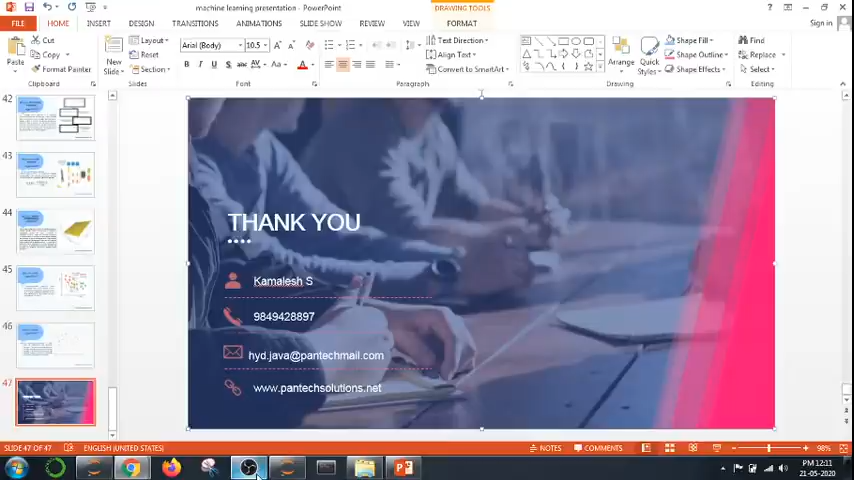 machine learning presentation - PowerPoint
DRAWING TOOLS
Sign in
FILE HOME INSERT DESIGN TRANSITIONS ANIMATIONS SLIDE SHOW REVIEW VIEW FORMAT
Paste
Cut
Copy
Format Painter
Clipboard
New Slide
Layout
Reset
Section
Slides
Arial (Body) 10.5
Font
Paragraph
Text Direction
Align Text
Convert to SmartArt
Arrange
Quick Styles
Shape Fill
Shape Outline
Shape Effects
Drawing
Find
Replace
Select
Editing
42
43
44
45
46
47
THANK YOU
Kamalesh S
9849428897
hyd.java@pantechmail.com
www.pantechsolutions.net
SLIDE 47 OF 47 ENGLISH (UNITED STATES) NOTES COMMENTS 98%
PM 12:11
21-05-2020